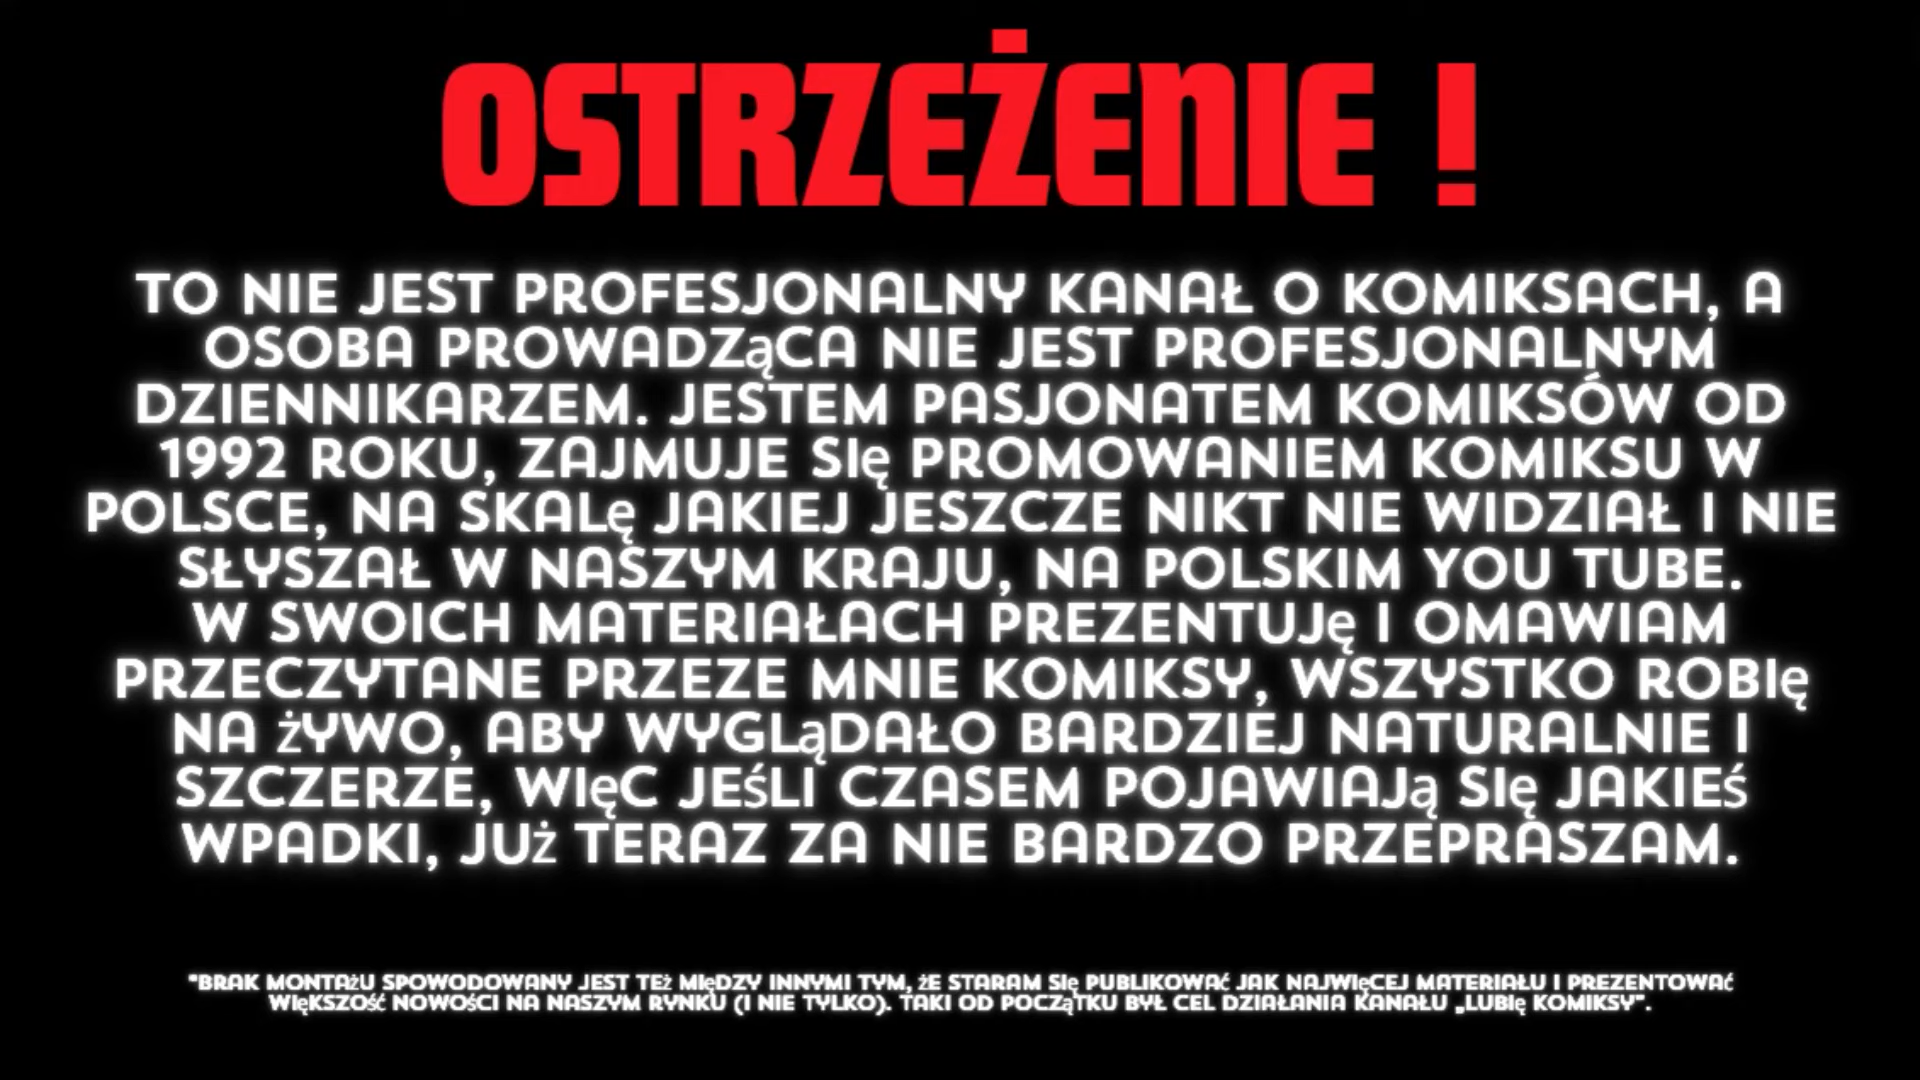 OSTRZEŻENIE !
TO NIE JEST PROFESJONALNY KANAŁ O KOMIKSACH, A
OSOBA PROWADZąCA NIE JEST PROFESJONALNYM
DZIENNIKARZEM. JESTEM PASJONATEM KOMIKSÓW OD
1992 ROKU, ZAJMUJE SIę PROMOWANIEM KOMIKSU W
POLSCE, NA SKALę JAKIEJ JESZCZE NIKT NIE WIDZIAŁ I NIE
SŁYSZAŁ W NASZYM KRAJU, NA POLSKIM YOU TUBE.
W SWOICH MATERIAŁACH PREZENTUJę I OMAWIAM
PRZECZYTANE PRZEZE MNIE KOMIKSY, WSZYSTKO ROBIę
NA żYWO, ABY WYGLąDAŁO BARDZIEJ NATURALNIE I
SZCZERZE, WIęC JEśLI CZASEM POJAWIAJą SIę JAKIEś
WPADKI, JUż TERAZ ZA NIE BARDZO PRZEPRASZAM.
"BRAK MONTAżU SPOWODOWANY JEST TEż MIęDZY INNYMI TYM, żE STARAM SIę PUBLIKOWAć JAK NAJWIęCEJ MATERIAŁU I PREZENTOWAć
WIęKSZOść NOWOśCI NA NASZYM RYNKU (I NIE TYLKO). TAKI OD POCZąTKU BYŁ CEL DZIAŁANIA KANAŁU „LUBIę KOMIKSY".